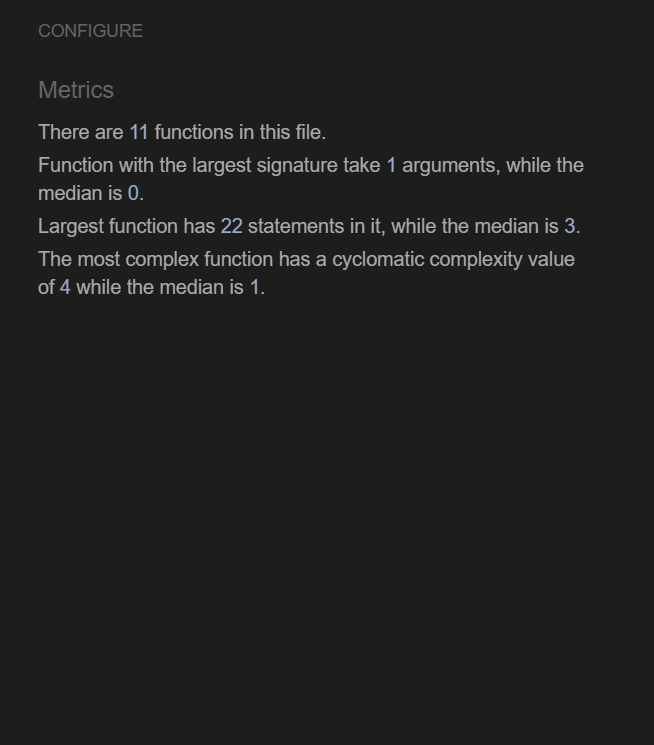 CONFIGURE
Metrics
There are 11 functions in this file.
Function with the largest signature take 1 arguments, while the
median is 0.
Largest function has 22 statements in it, while the median is 3.
The most complex function has a cyclomatic complexity value
of 4 while the median is 1.